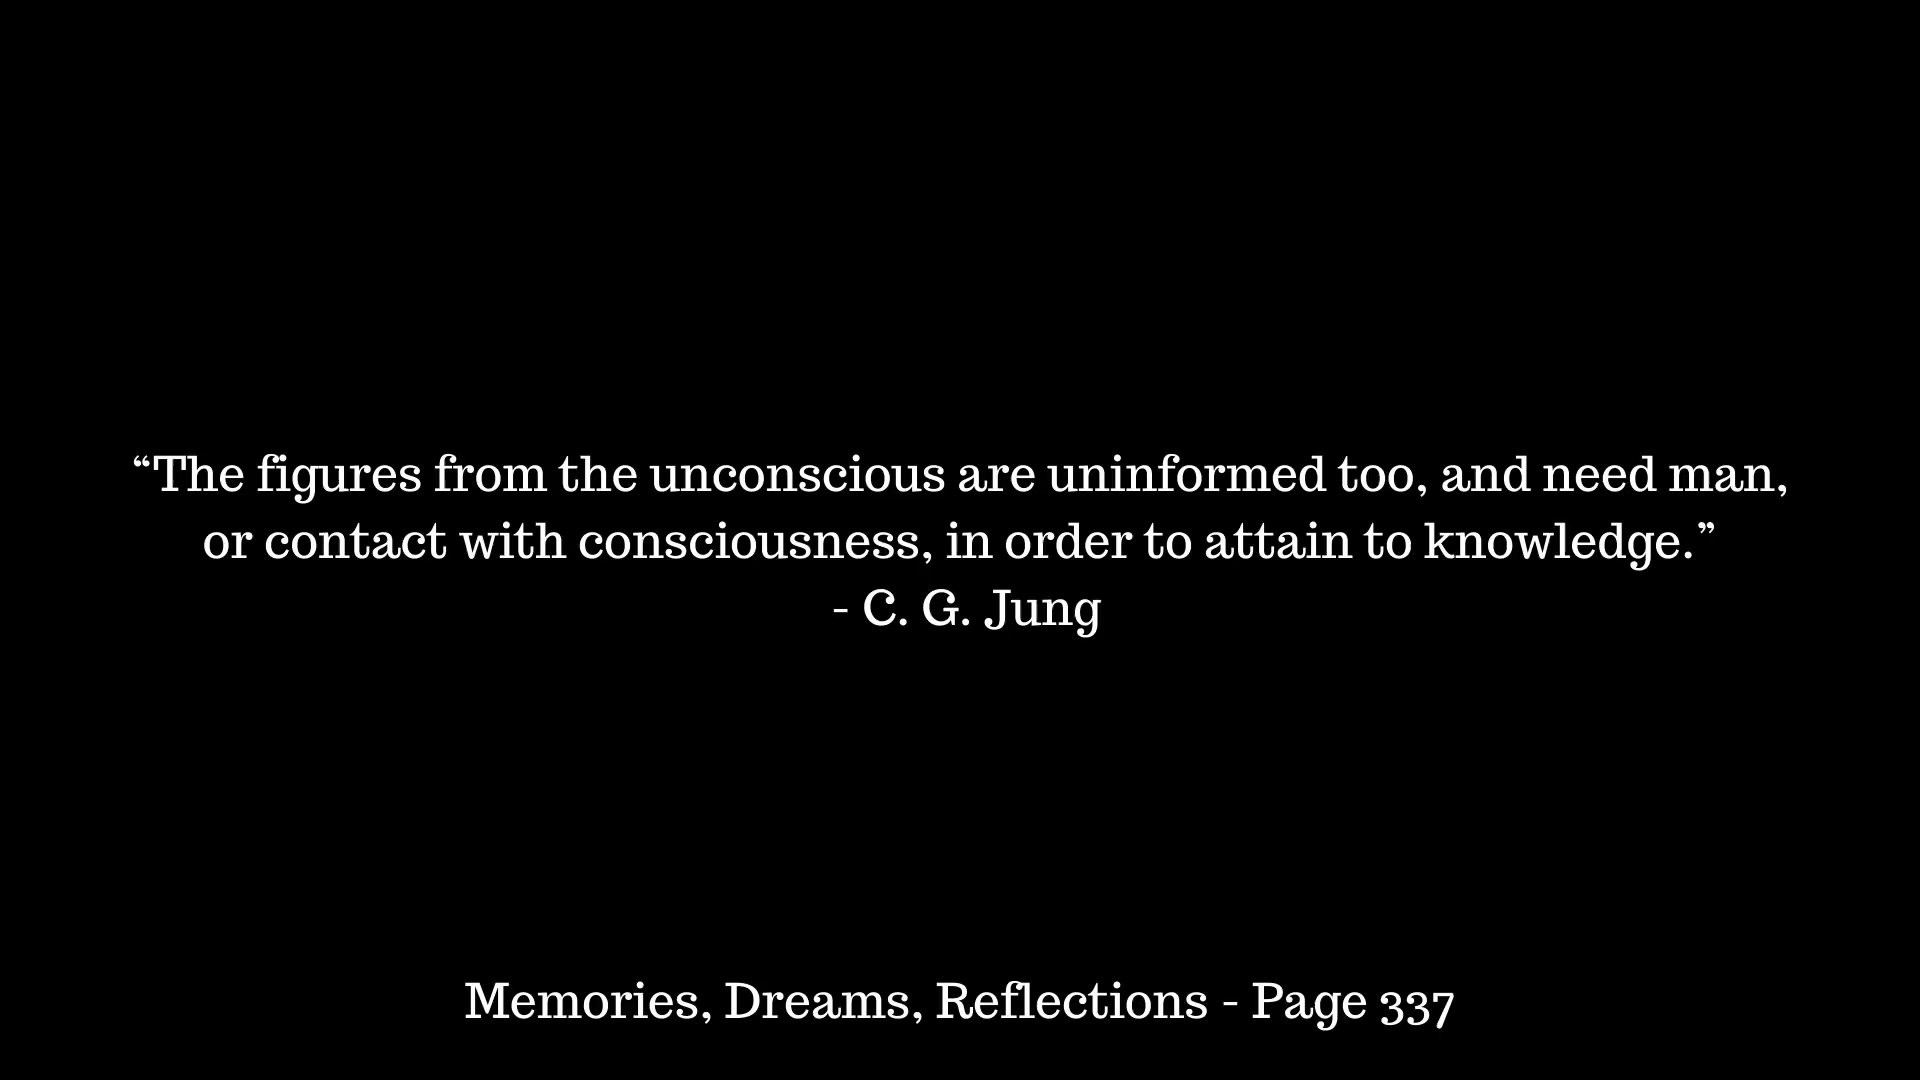 “The figures from the unconscious are uninformed too, and need man,
or contact with consciousness, in order to attain to knowledge.”
- C. G. Jung
Memories, Dreams, Reflections - Page 337